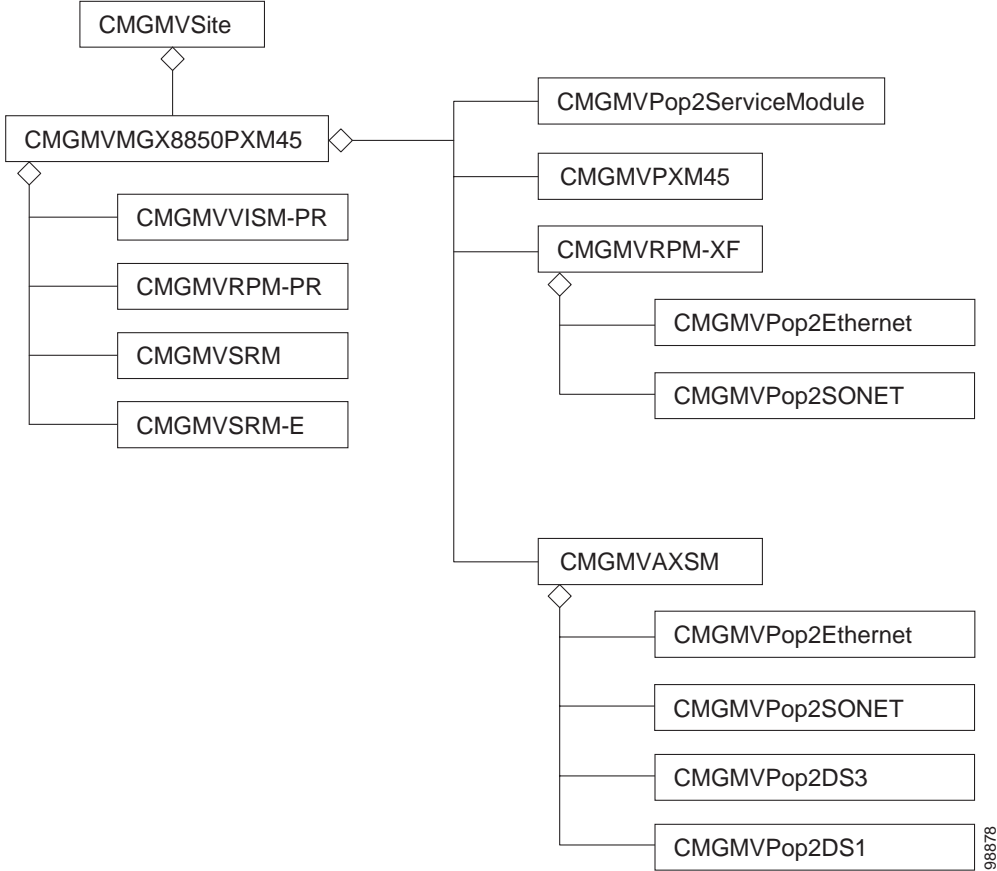 CMGMVSite
CMGMVMGX8850PXM45
CMGMVVISM-PR
CMGMVRPM-PR
CMGMVSRM
CMGMVSRM-E
CMGMVPop2ServiceModule
CMGMVPXM45
CMGMVRPM-XF
CMGMVPop2Ethernet
CMGMVPop2SONET
CMGMVAXSM
CMGMVPop2Ethernet
CMGMVPop2SONET
CMGMVPop2DS3
CMGMVPop2DS1
98878